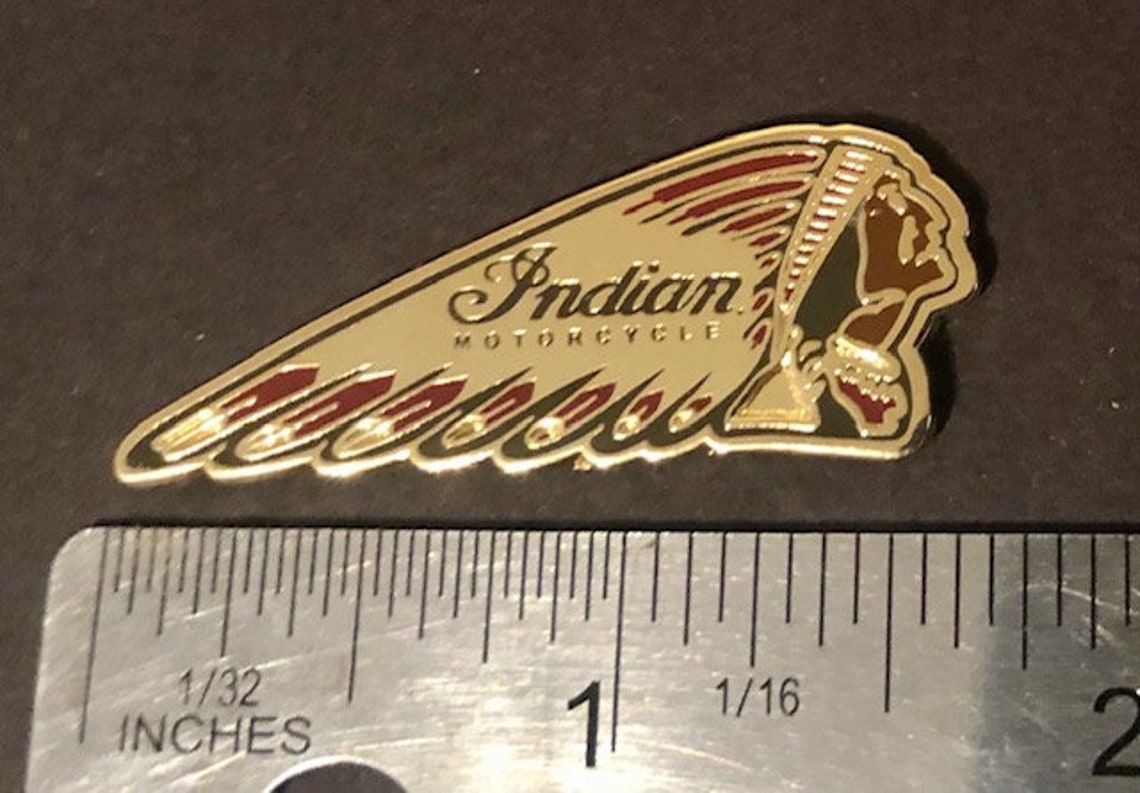 Indian
MOTORCYCLE
1/32
INCHES
1
1/16
2